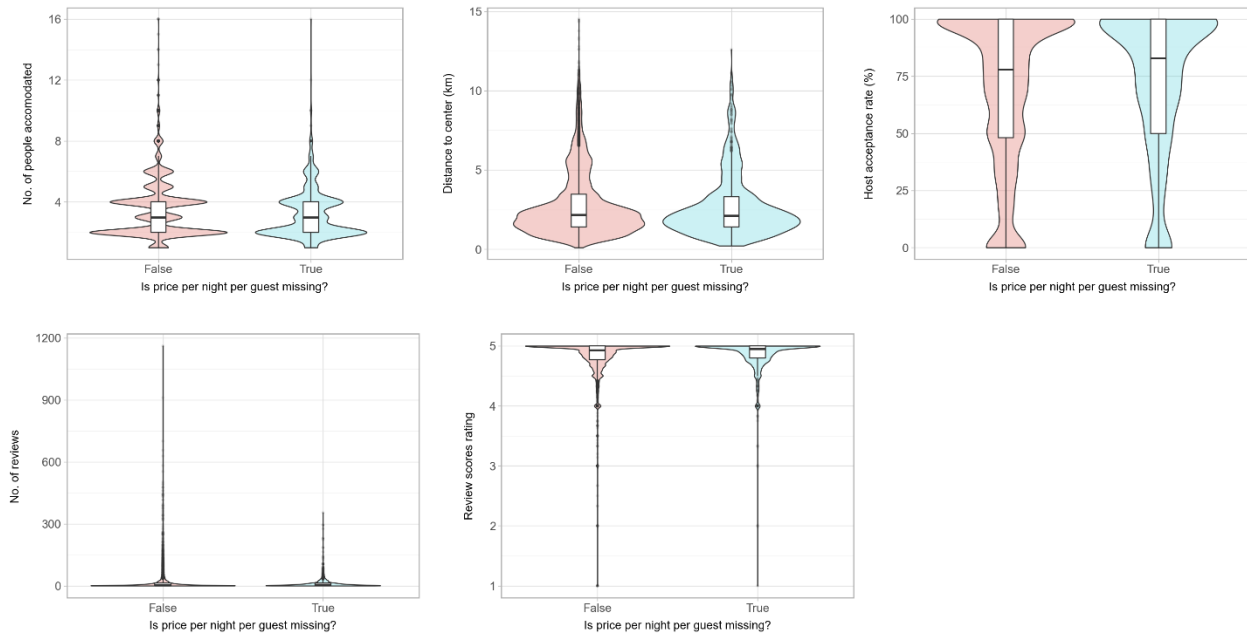 No. of people accomodated
16
12
8
4
False
True
Is price per night per guest missing?
Distance to center (km)
15
10
5
0
False
True
Is price per night per guest missing?
Host acceptance rate (%)
100
75
50
25
0
False
True
Is price per night per guest missing?
No. of reviews
1200
900
600
300
0
False
True
Is price per night per guest missing?
Review scores rating
5
4
3
2
1
False
True
Is price per night per guest missing?